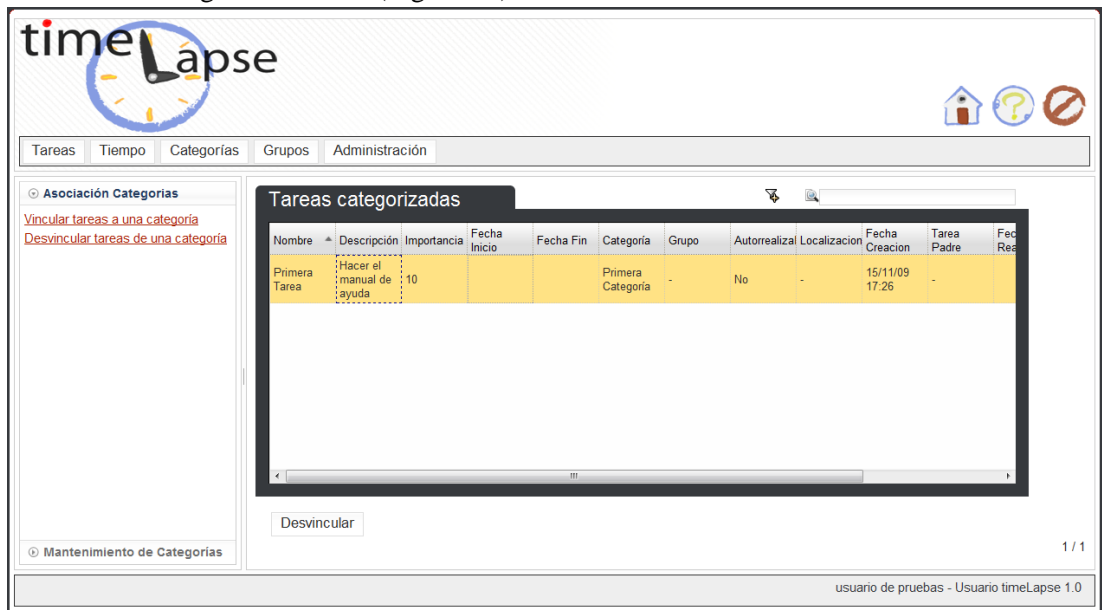 timeLapse
Tareas Tiempo Categorías Grupos Administración
Asociación Categorias
Vincular tareas a una categoría
Desvincular tareas de una categoría
Tareas categorizadas
Nombre Descripción Importancia Fecha Inicio Fecha Fin Categoría Grupo Autorrealizal Localizacion Fecha Creacion Tarea Padre Fec Rea
Primera Tarea Hacer el manual de ayuda 10 Primera Categoría - No - 15/11/09 17:26 -
Desvincular
1 / 1
Mantenimiento de Categorías
usuario de pruebas - Usuario timeLapse 1.0